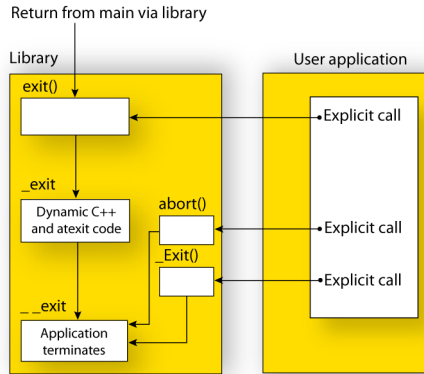 Return from main via library
Library
User application
exit()
Explicit call
_exit
Dynamic C++
and atexit code
abort()
Explicit call
_Exit()
Explicit call
_ _exit
Application
terminates